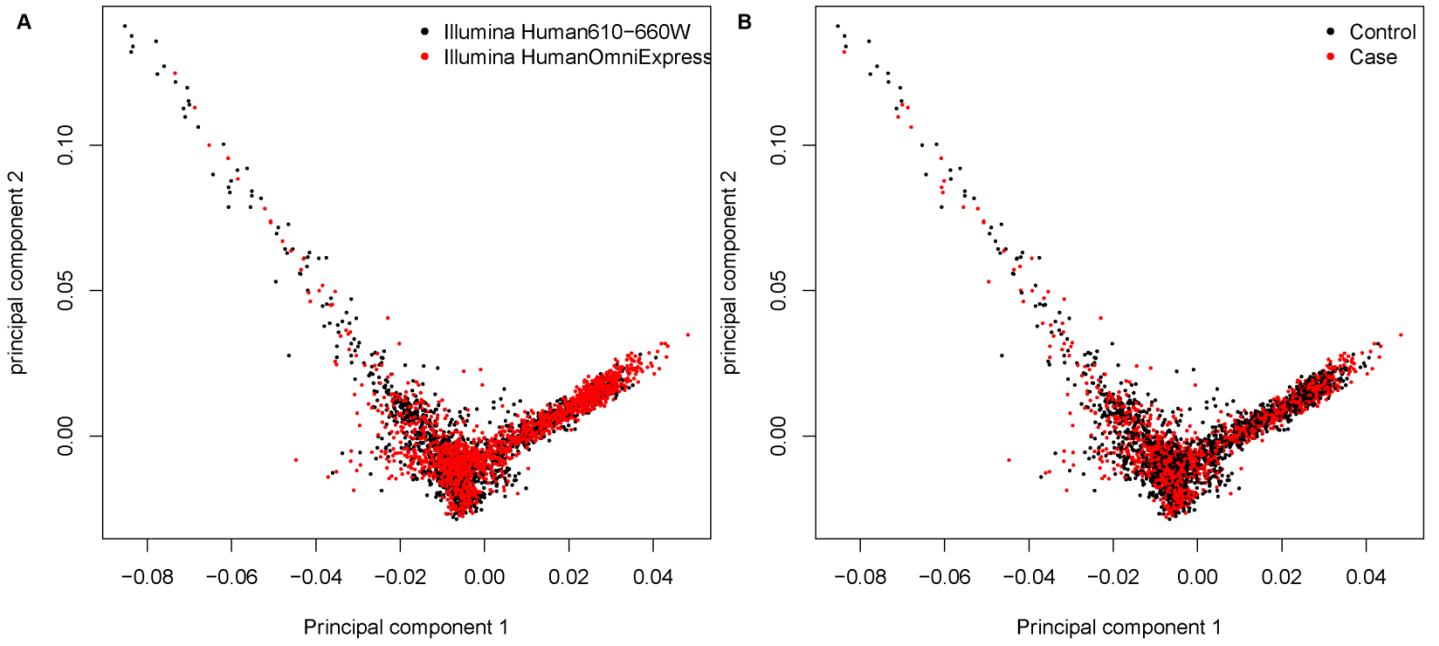 A
Illumina Human610−660W
Illumina HumanOmniExpress
principal component 2
0.10
0.05
0.00
−0.08 −0.06 −0.04 −0.02 0.00 0.02 0.04
Principal component 1
B
Control
Case
principal component 2
0.10
0.05
0.00
−0.08 −0.06 −0.04 −0.02 0.00 0.02 0.04
Principal component 1